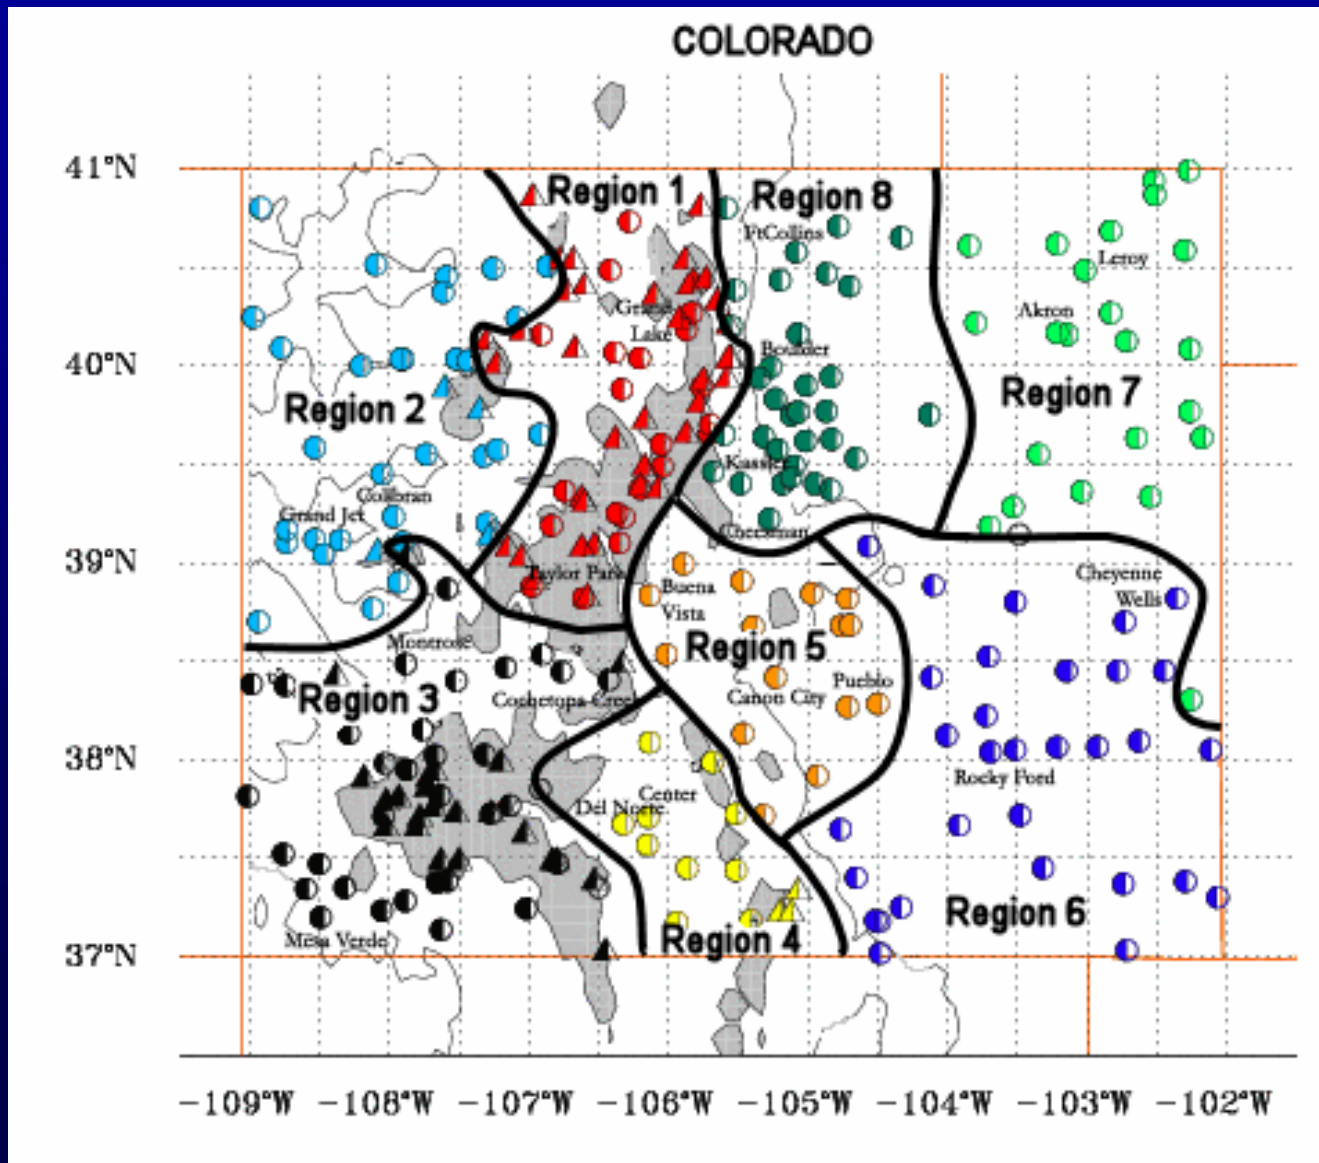 COLORADO
41°N
Region 1
Region 8
FtCollins
Leroy
Grand
Lake
Akron
40°N
Boulder
Region 2
Region 7
Kassler
Collbran
Grand Jct
Cheesman
39°N
Taylor Park
Buena
Vista
Cheyenne
Wells
Montrose
Region 5
Region 3
Cochetopa Creek
Canon City
Pueblo
38°N
Rocky Ford
Del Norte
Center
Mesa Verde
Region 4
Region 6
37°N
-109°W -108°W -107°W -106°W -105°W -104°W -103°W -102°W